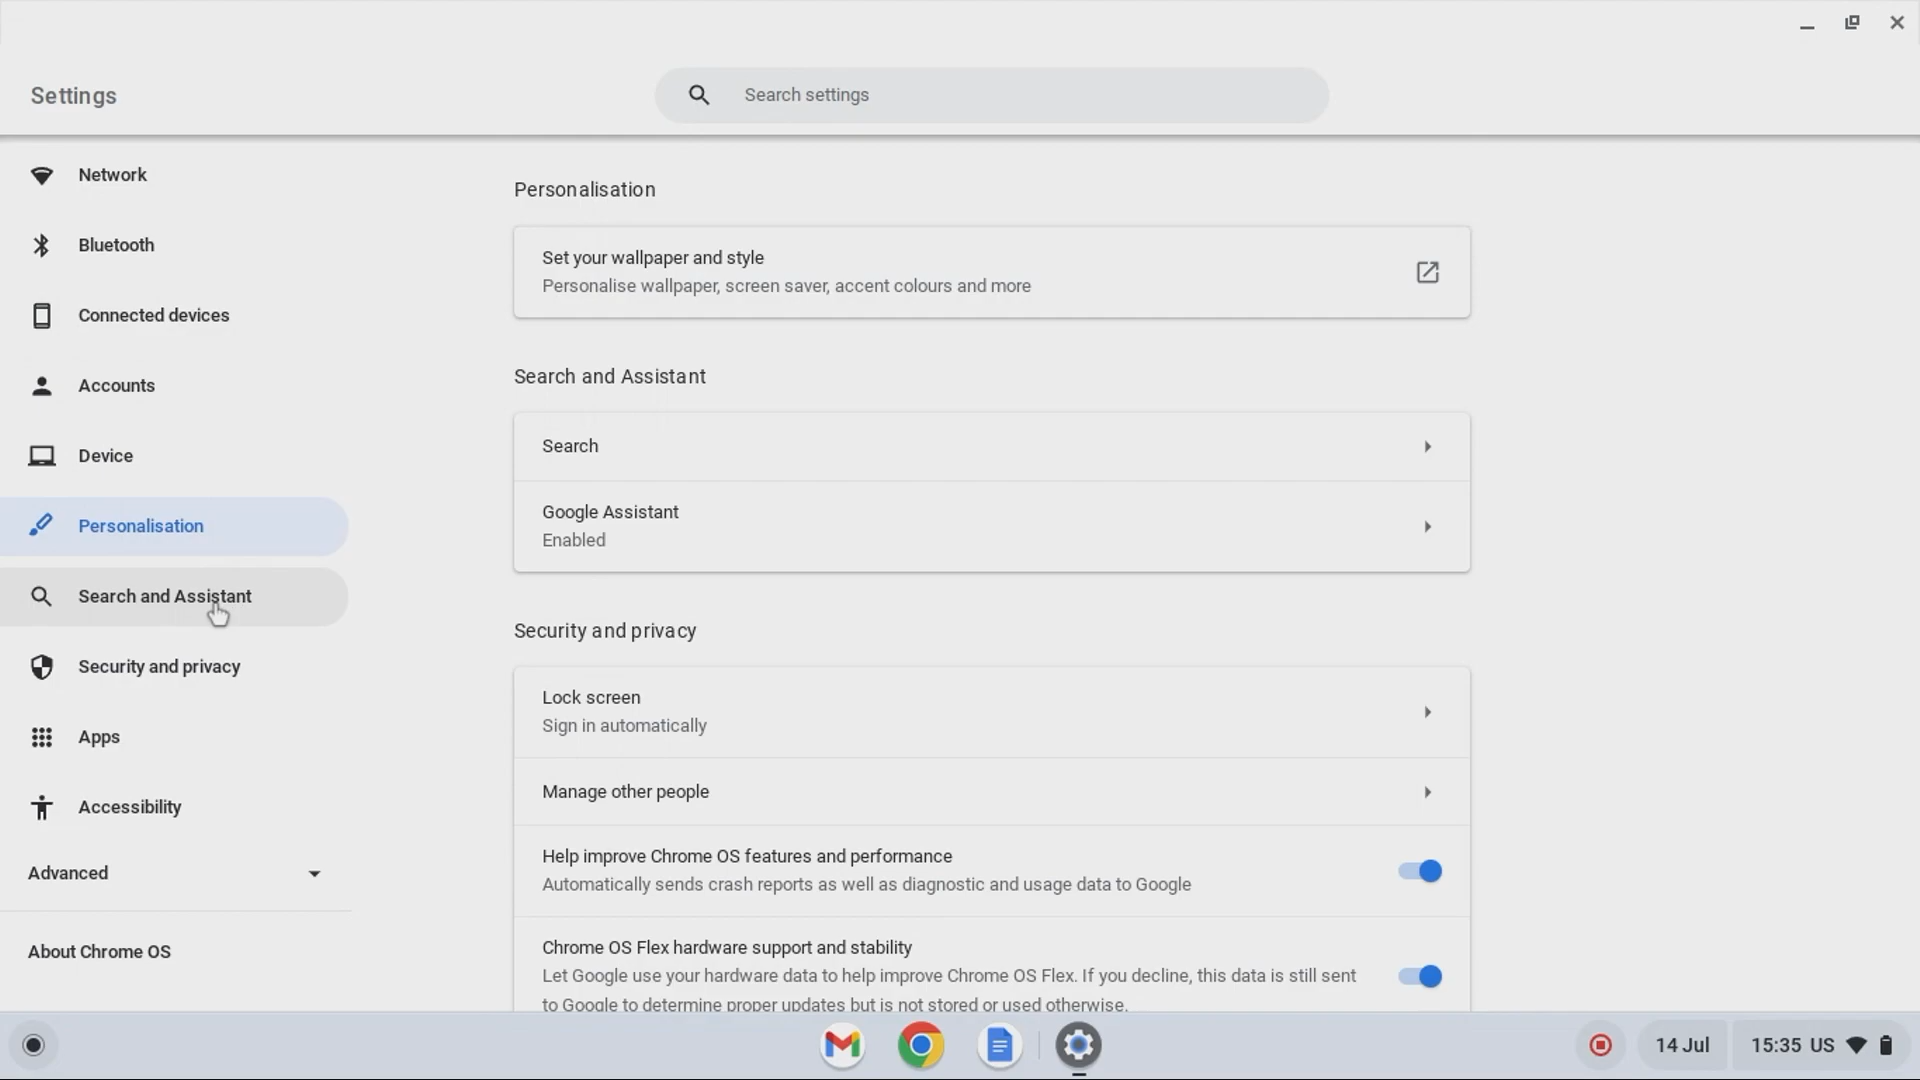 Settings
Search settings
Network
Bluetooth
Connected devices
Accounts
Device
Personalisation
Search and Assistant
Security and privacy
Apps
Accessibility
Advanced
About Chrome OS
Personalisation
Set your wallpaper and style
Personalise wallpaper, screen saver, accent colours and more
Search and Assistant
Search
Google Assistant
Enabled
Security and privacy
Lock screen
Sign in automatically
Manage other people
Help improve Chrome OS features and performance
Automatically sends crash reports as well as diagnostic and usage data to Google
Chrome OS Flex hardware support and stability
Let Google use your hardware data to help improve Chrome OS Flex. If you decline, this data is still sent
to Google to determine proper updates but is not stored or used otherwise.
14 Jul
15:35 US